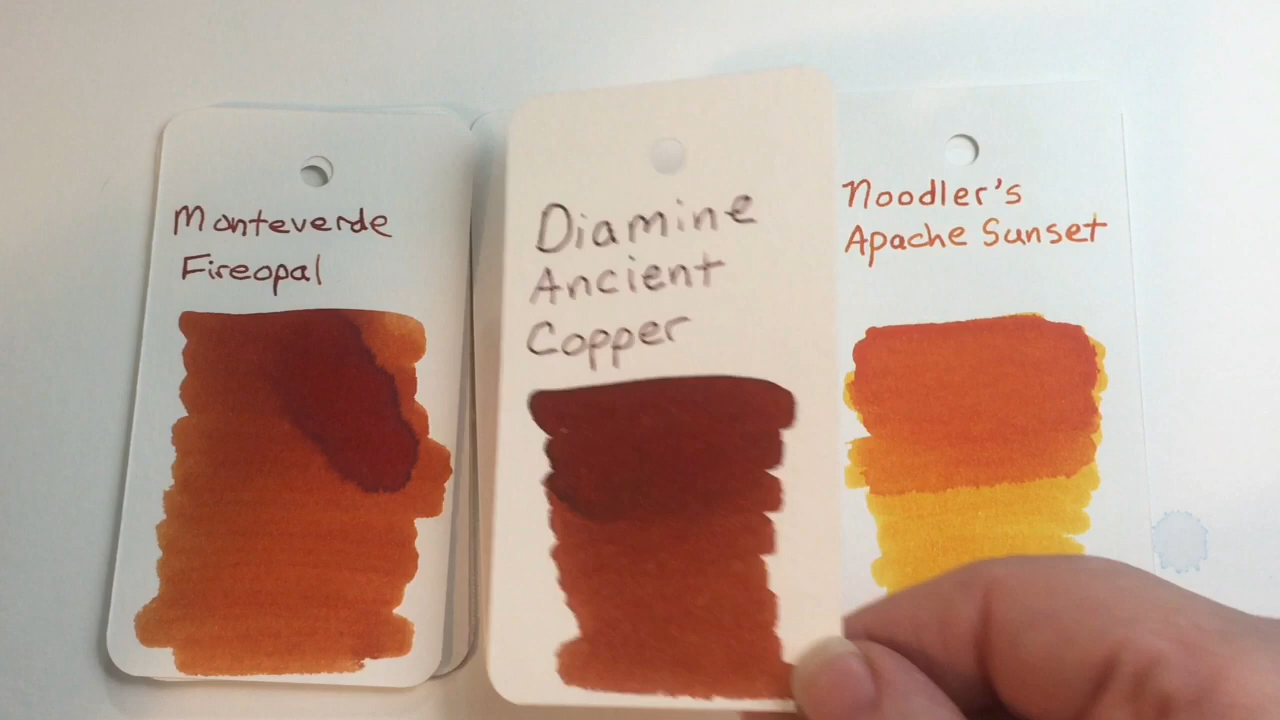 Monteverde
Fireopal
Diamine
Ancient
Copper
Noodler's
Apache Sunset